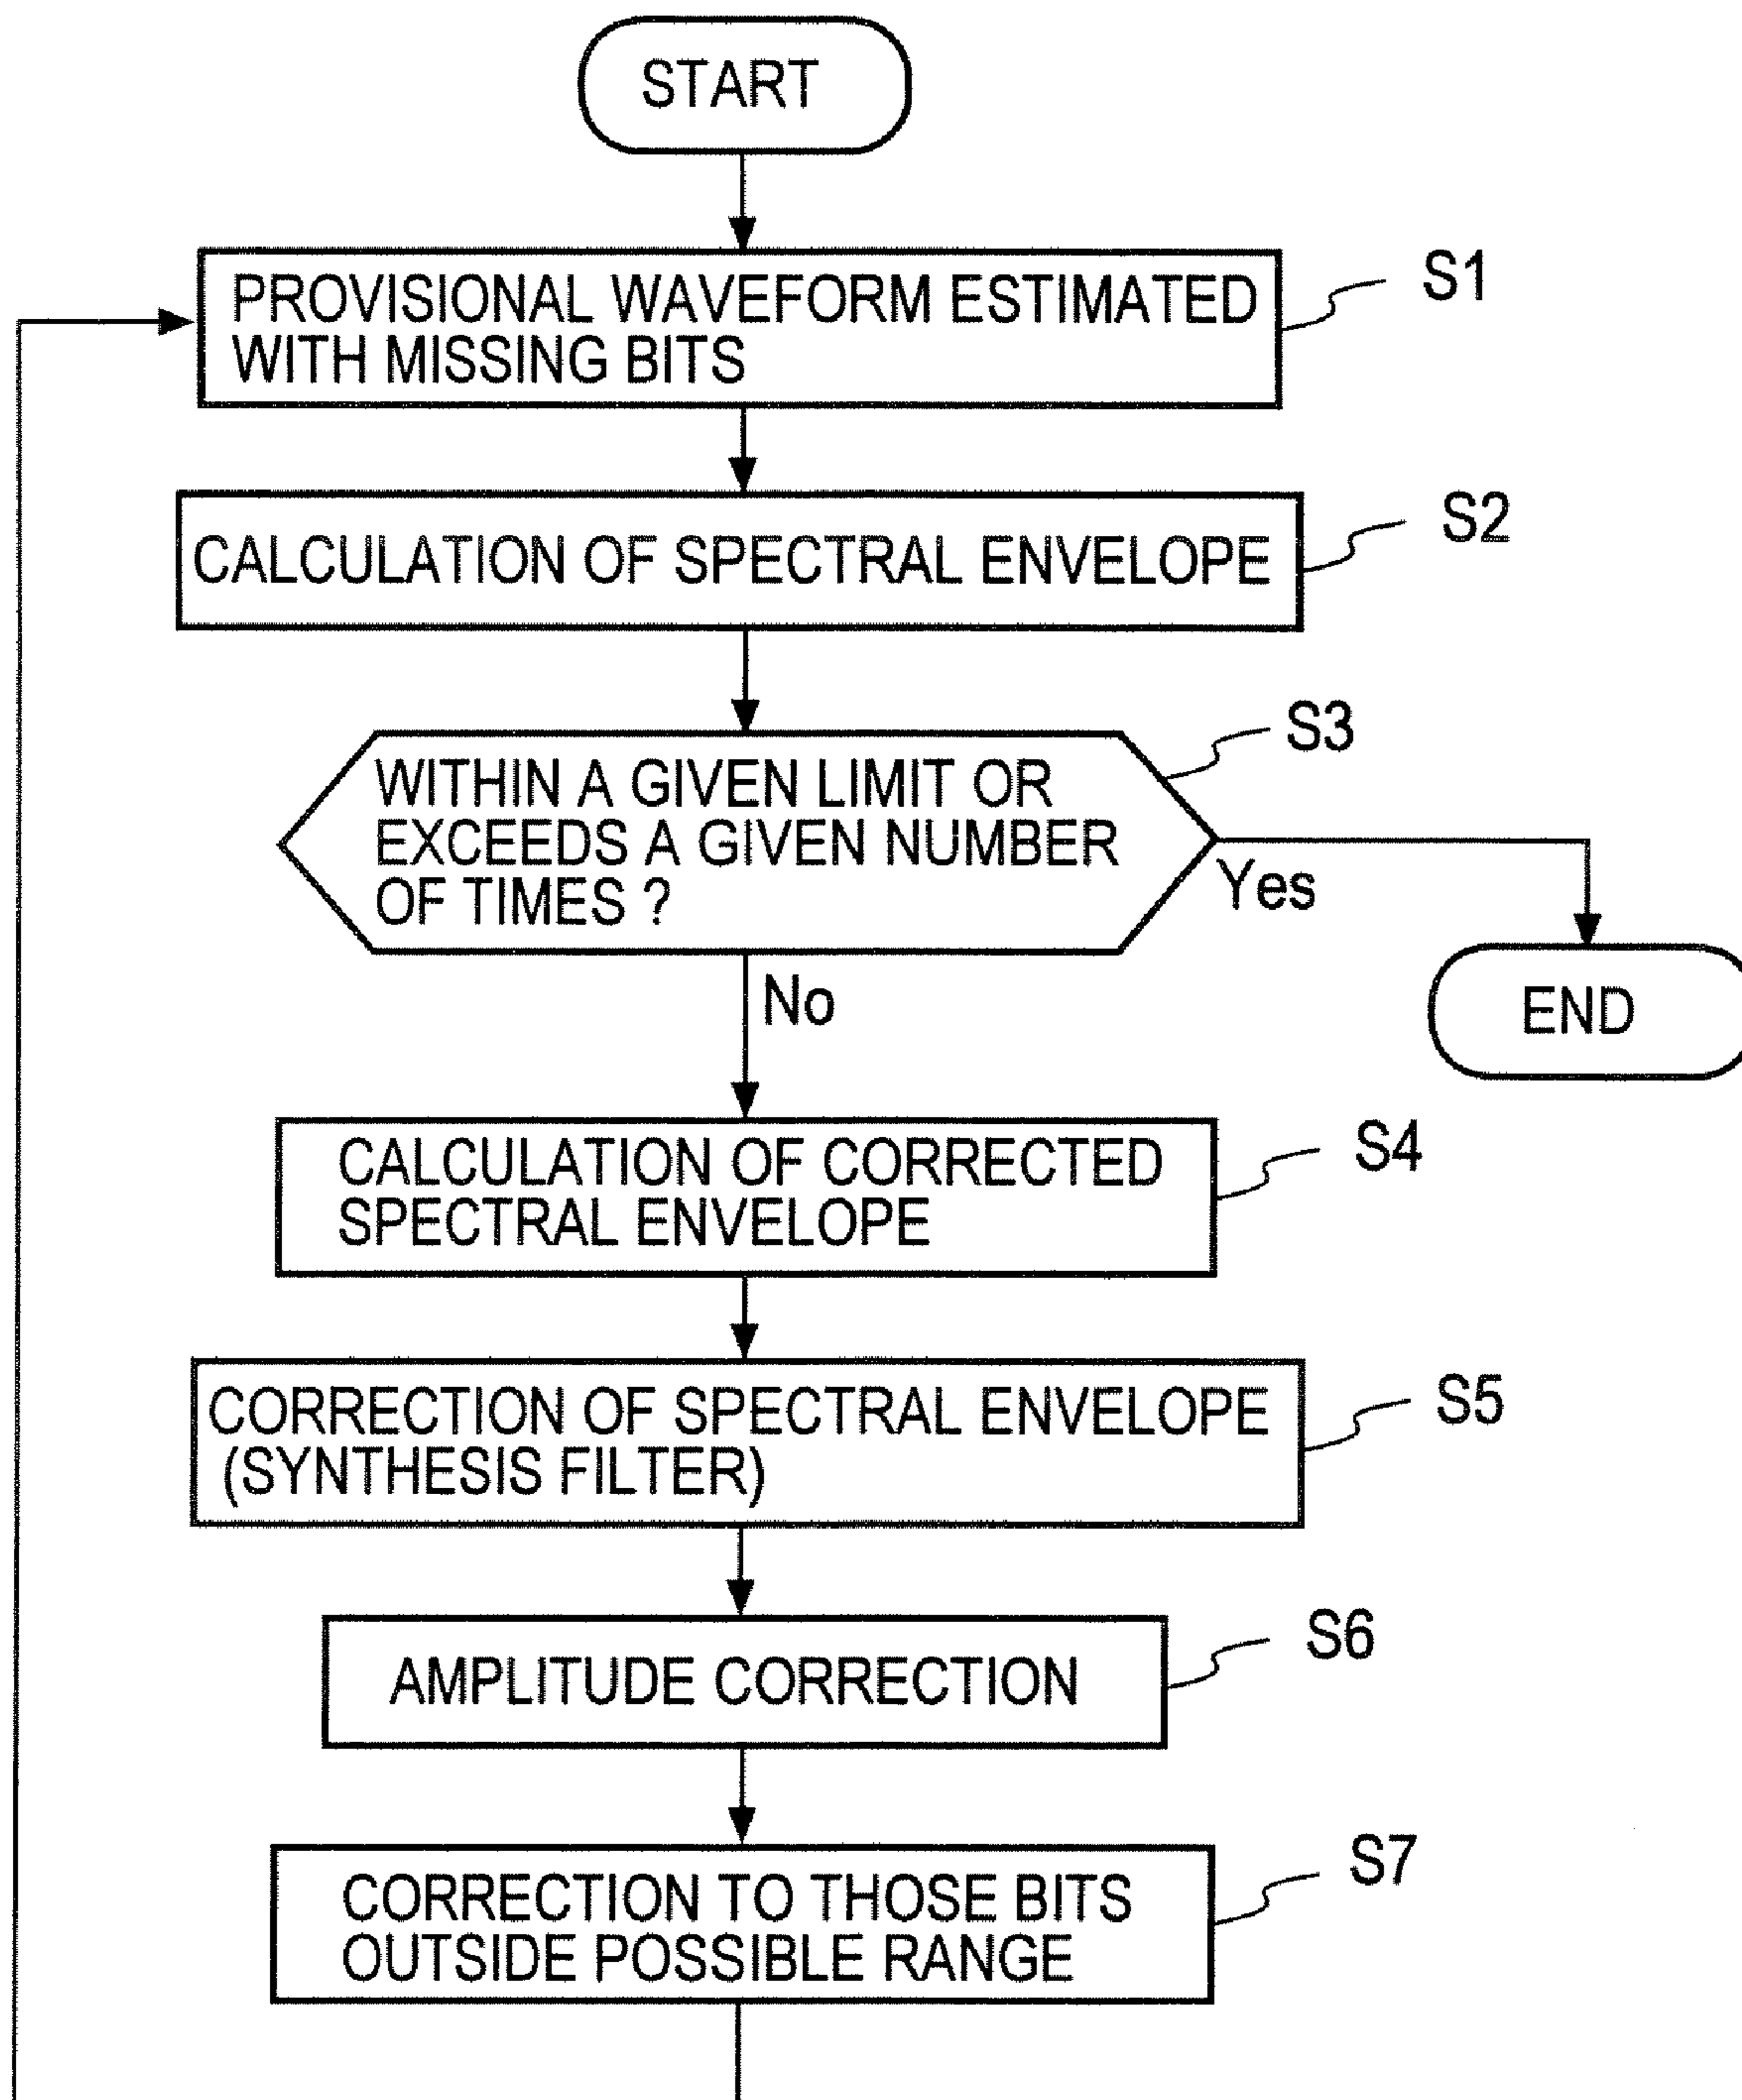 START
PROVISIONAL WAVEFORM ESTIMATED
WITH MISSING BITS
S1
CALCULATION OF SPECTRAL ENVELOPE
S2
WITHIN A GIVEN LIMIT OR
EXCEEDS A GIVEN NUMBER
OF TIMES ?
S3
Yes
No
END
CALCULATION OF CORRECTED
SPECTRAL ENVELOPE
S4
CORRECTION OF SPECTRAL ENVELOPE
(SYNTHESIS FILTER)
S5
AMPLITUDE CORRECTION
S6
CORRECTION TO THOSE BITS
OUTSIDE POSSIBLE RANGE
S7